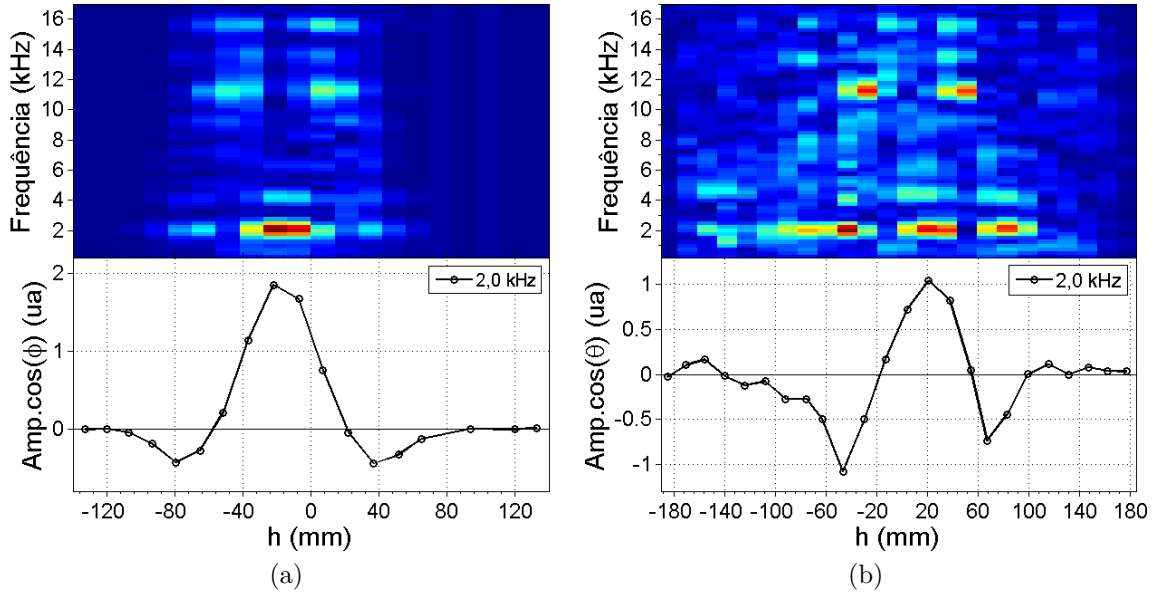 16
14
12
10
8
6
4
2
Frequência (kHz)
2
1
0
Amp.cos(ϕ) (ua)
2,0 kHz
-120 -80 -40 0 40 80 120
h (mm)
(a)
16
14
12
10
8
6
4
2
Frequência (kHz)
1
0.5
0
-0.5
-1
Amp.cos(θ) (ua)
2,0 kHz
-180 -140 -100 -60 -20 20 60 100 140 180
h (mm)
(b)